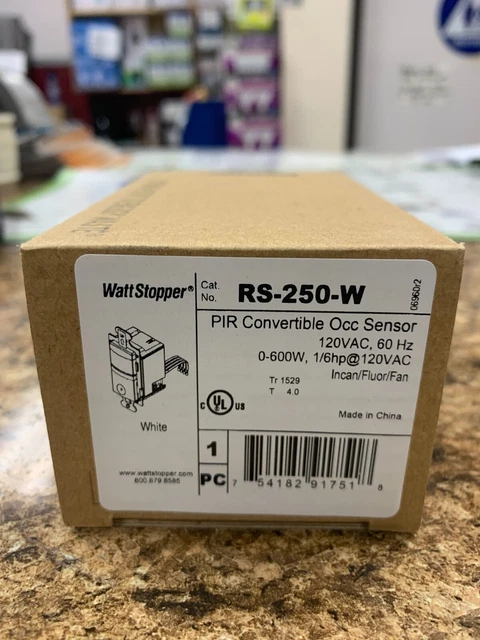 WattStopper®
Cat.
No.
RS-250-W
06960r2
PIR Convertible Occ Sensor
120VAC, 60 Hz
0-600W, 1/6hp@120VAC
Incan/Fluor/Fan
Tr 1529
T 4.0
C UL US
Made in China
White
www.wattstopper.com
800.879.8585
1
PC
7 54182 91751 8